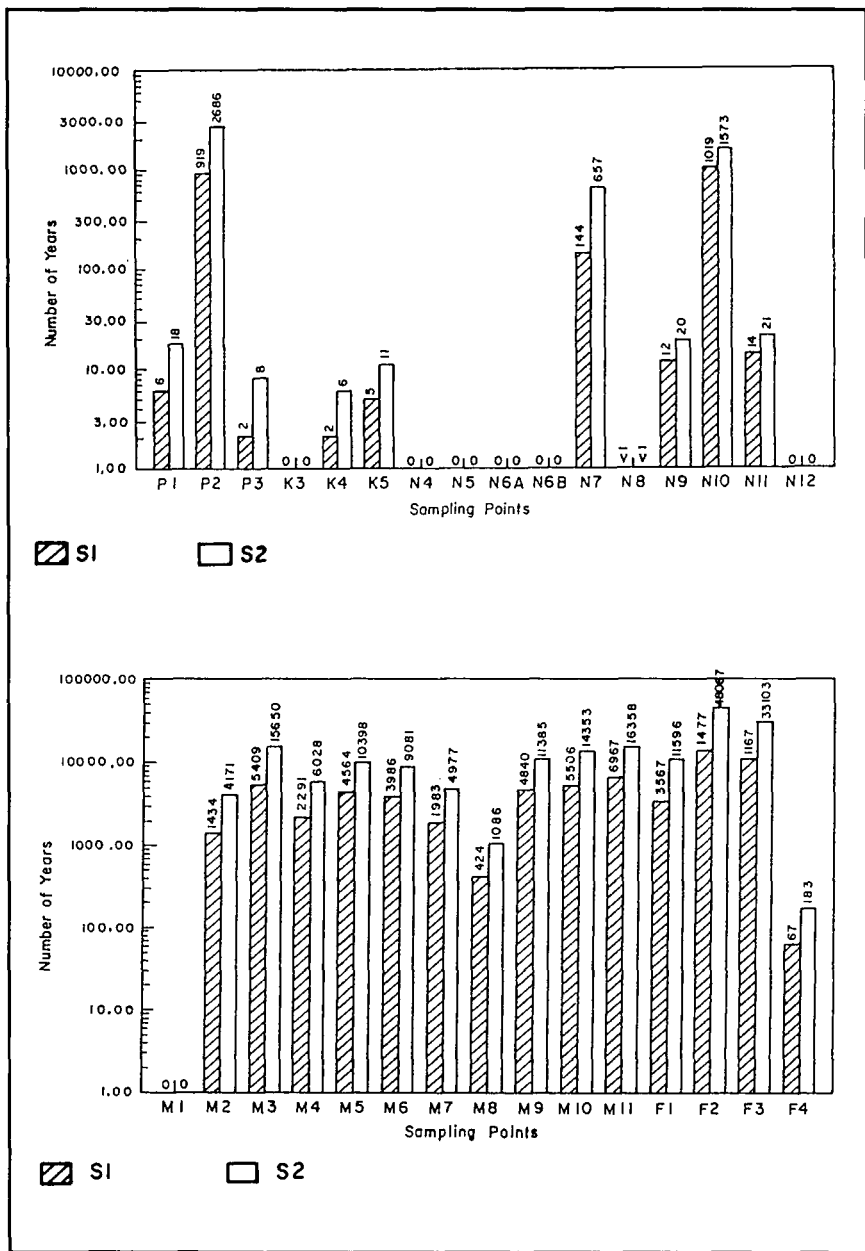 10000.00
3000.00
1000.00
300.00
100.00
30.00
10.00
3.00
1.00
Number of Years
6 18 919 2686 2 8 0 0 2 6 5 11 0 0 0 0 0 0 0 0 144 657 <1 <1 12 20 1019 1573 14 21 0 0
P1 P2 P3 K3 K4 K5 N4 N5 N6A N6B N7 N8 N9 N10 N11 N12
Sampling Points
S1 S2
100000.00
10000.00
1000.00
100.00
10.00
1.00
Number of Years
0 0 1434 4171 5409 15650 2291 6028 4564 10398 3986 9081 1983 4977 424 1086 4840 11385 5506 14353 6967 16358 3567 11596 1477 48067 1167 33103 67 183
M1 M2 M3 M4 M5 M6 M7 M8 M9 M10 M11 F1 F2 F3 F4
Sampling Points
S1 S2